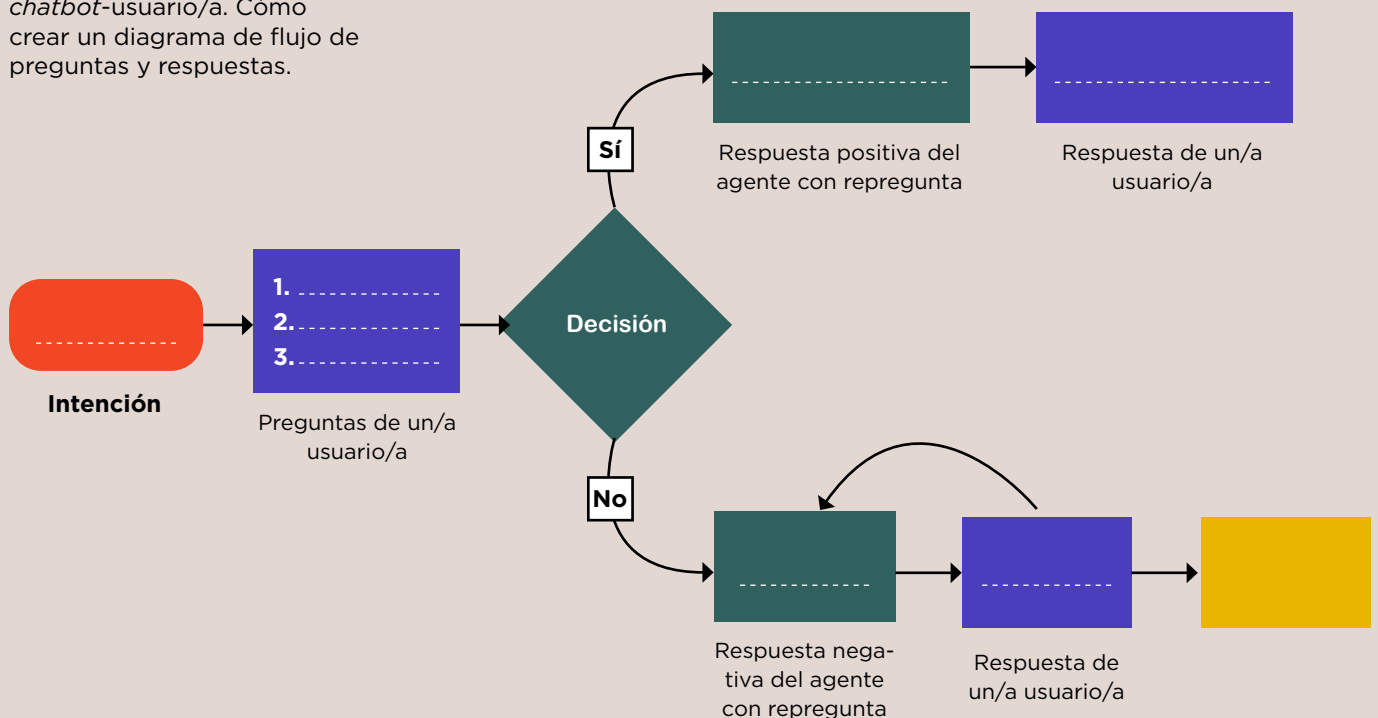 chatbot-usuario/a. Cómo
crear un diagrama de flujo de
preguntas y respuestas.
Sí
Respuesta positiva del
agente con repregunta
Respuesta de un/a
usuario/a
1.
2.
3.
Decisión
Intención
Preguntas de un/a
usuario/a
No
Respuesta nega-
tiva del agente
con repregunta
Respuesta de
un/a usuario/a